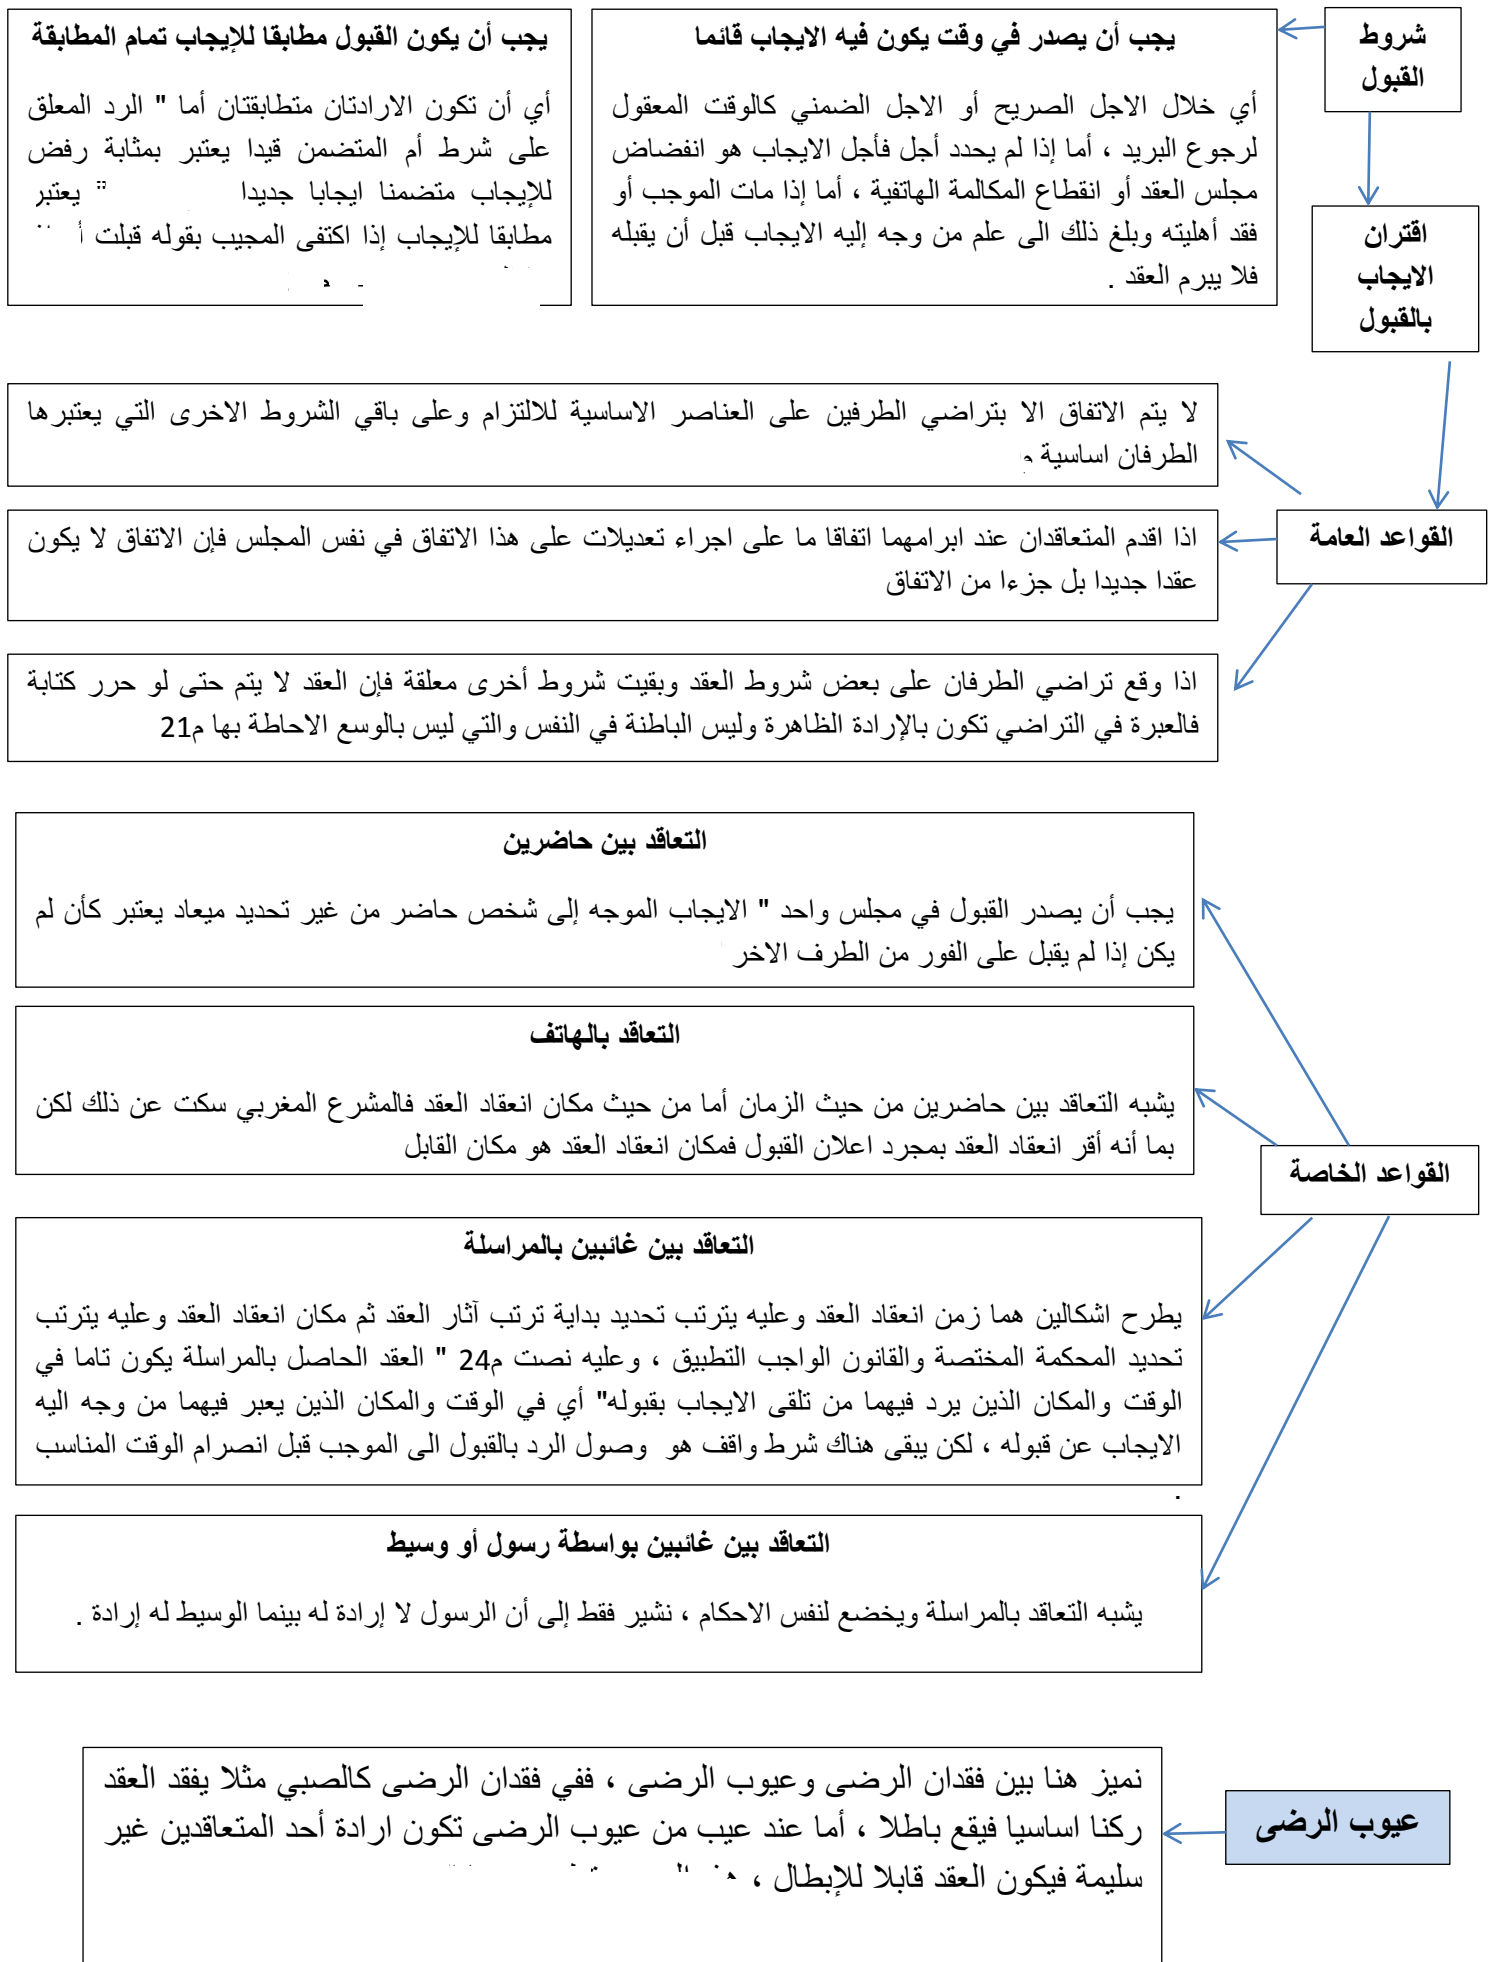 شروط
القبول
يجب أن يصدر في وقت يكون فيه الايجاب قائما
أي خلال الاجل الصريح أو الاجل الضمني كالوقت المعقول
لرجوع البريد ، أما إذا لم يحدد أجل فأجل الايجاب هو انفضاض
مجلس العقد أو انقطاع المكالمة الهاتفية ، أما إذا مات الموجب أو
فقد أهليته وبلغ ذلك الى علم من وجه إليه الايجاب قبل أن يقبله
فلا يبرم العقد .
يجب أن يكون القبول مطابقا للإيجاب تمام المطابقة
أي أن تكون الارادتان متطابقتان أما " الرد المعلق
على شرط أم المتضمن قيدا يعتبر بمثابة رفض
للإيجاب متضمنا ايجابا جديدا " يعتبر
مطابقا للإيجاب إذا اكتفى المجيب بقوله قبلت
اقتران
الايجاب
بالقبول
القواعد العامة
لا يتم الاتفاق الا بتراضي الطرفين على العناصر الاساسية للالتزام وعلى باقي الشروط الاخرى التي يعتبرها
الطرفان اساسية
اذا اقدم المتعاقدان عند ابرامهما اتفاقا ما على اجراء تعديلات على هذا الاتفاق في نفس المجلس فإن الاتفاق لا يكون
عقدا جديدا بل جزءا من الاتفاق
اذا وقع تراضي الطرفان على بعض شروط العقد وبقيت شروط أخرى معلقة فإن العقد لا يتم حتى لو حرر كتابة
فالعبرة في التراضي تكون بالإرادة الظاهرة وليس الباطنة في النفس والتي ليس بالوسع الاحاطة بها م21
القواعد الخاصة
التعاقد بين حاضرين
يجب أن يصدر القبول في مجلس واحد " الايجاب الموجه إلى شخص حاضر من غير تحديد ميعاد يعتبر كأن لم
يكن إذا لم يقبل على الفور من الطرف الاخر
التعاقد بالهاتف
يشبه التعاقد بين حاضرين من حيث الزمان أما من حيث مكان انعقاد العقد فالمشرع المغربي سكت عن ذلك لكن
بما أنه أقر انعقاد العقد بمجرد اعلان القبول فمكان انعقاد العقد هو مكان القابل
التعاقد بين غائبين بالمراسلة
يطرح اشكالين هما زمن انعقاد العقد وعليه يترتب تحديد بداية ترتب آثار العقد ثم مكان انعقاد العقد وعليه يترتب
تحديد المحكمة المختصة والقانون الواجب التطبيق ، وعليه نصت م24 " العقد الحاصل بالمراسلة يكون تاما في
الوقت والمكان الذين يرد فيهما من تلقى الايجاب بقبوله" أي في الوقت والمكان الذين يعبر فيهما من وجه اليه
الايجاب عن قبوله ، لكن يبقى هناك شرط واقف هو وصول الرد بالقبول الى الموجب قبل انصرام الوقت المناسب
.
التعاقد بين غائبين بواسطة رسول أو وسيط
يشبه التعاقد بالمراسلة ويخضع لنفس الاحكام ، نشير فقط إلى أن الرسول لا إرادة له بينما الوسيط له إرادة .
عيوب الرضى
نميز هنا بين فقدان الرضى وعيوب الرضى ، ففي فقدان الرضى كالصبي مثلا يفقد العقد
ركنا اساسيا فيقع باطلا ، أما عند عيب من عيوب الرضى تكون ارادة أحد المتعاقدين غير
سليمة فيكون العقد قابلا للإبطال ،